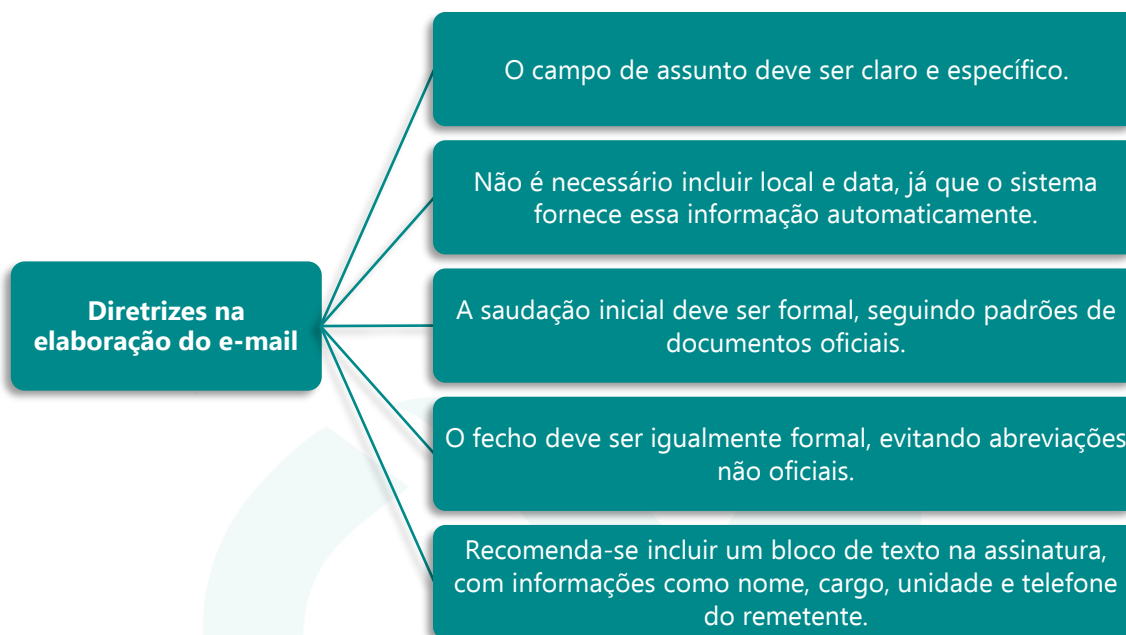 O campo de assunto deve ser claro e específico.
Não é necessário incluir local e data, já que o sistema
fornece essa informação automaticamente.
Diretrizes na
elaboração do e-mail
A saudação inicial deve ser formal, seguindo padrões de
documentos oficiais.
O fecho deve ser igualmente formal, evitando abreviações
não oficiais.
Recomenda-se incluir um bloco de texto na assinatura,
com informações como nome, cargo, unidade e telefone
do remetente.